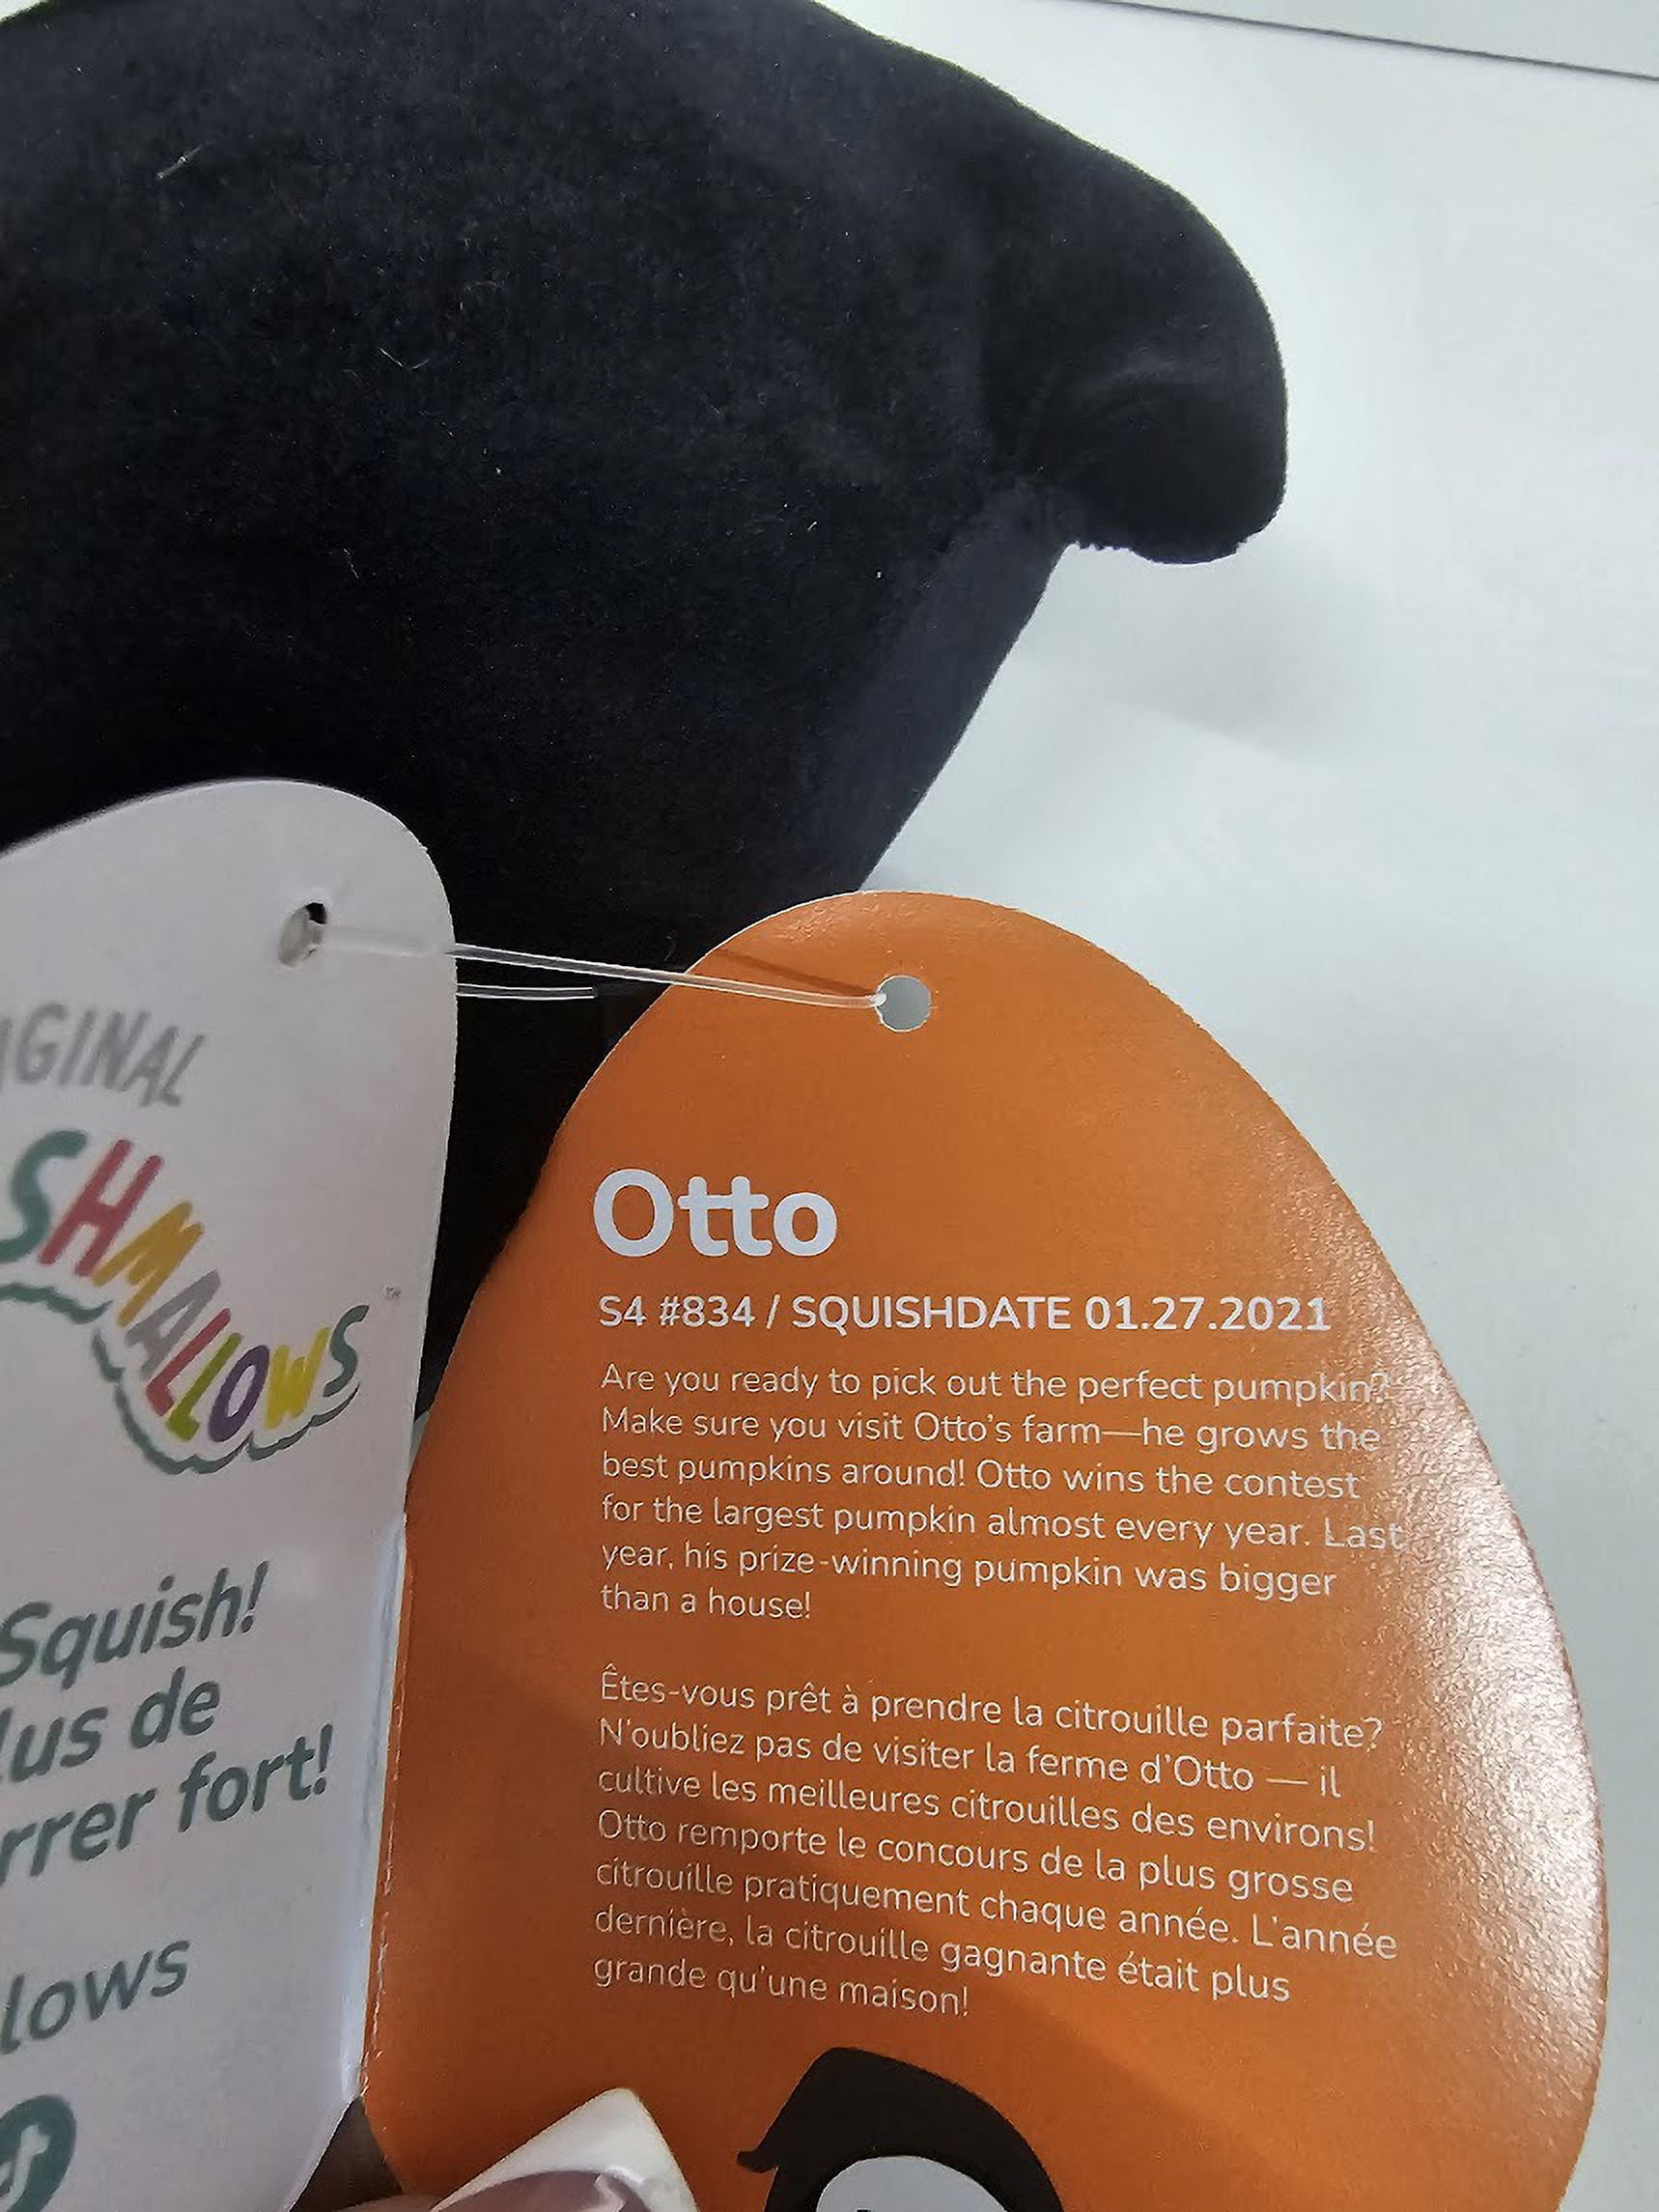 SHMALLOWS
TM
Squish!
de
fort!
Otto
S4 #834 / SQUISHDATE 01.27.2021
Are you ready to pick out the perfect pumpkin?
Make sure you visit Otto's farm—he grows the
best pumpkins around! Otto wins the contest
for the largest pumpkin almost every year. Last
year, his prize-winning pumpkin was bigger
than a house!
Êtes-vous prêt à prendre la citrouille parfaite?
N'oubliez pas de visiter la ferme d'Otto — il
cultive les meilleures citrouilles des environs!
Otto remporte le concours de la plus grosse
citrouille pratiquement chaque année. L'année
dernière, la citrouille gagnante était plus
grande qu'une maison!